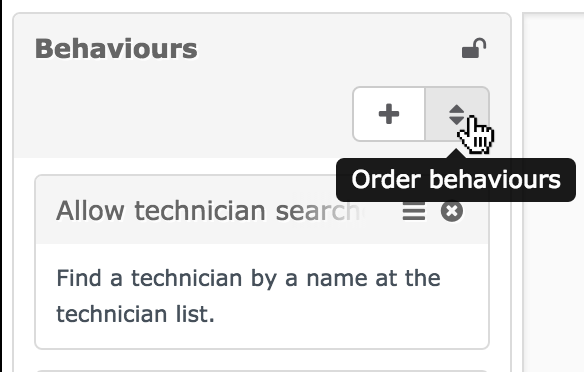 Behaviours
Order behaviours
Allow technician search
Find a technician by a name at the
technician list.